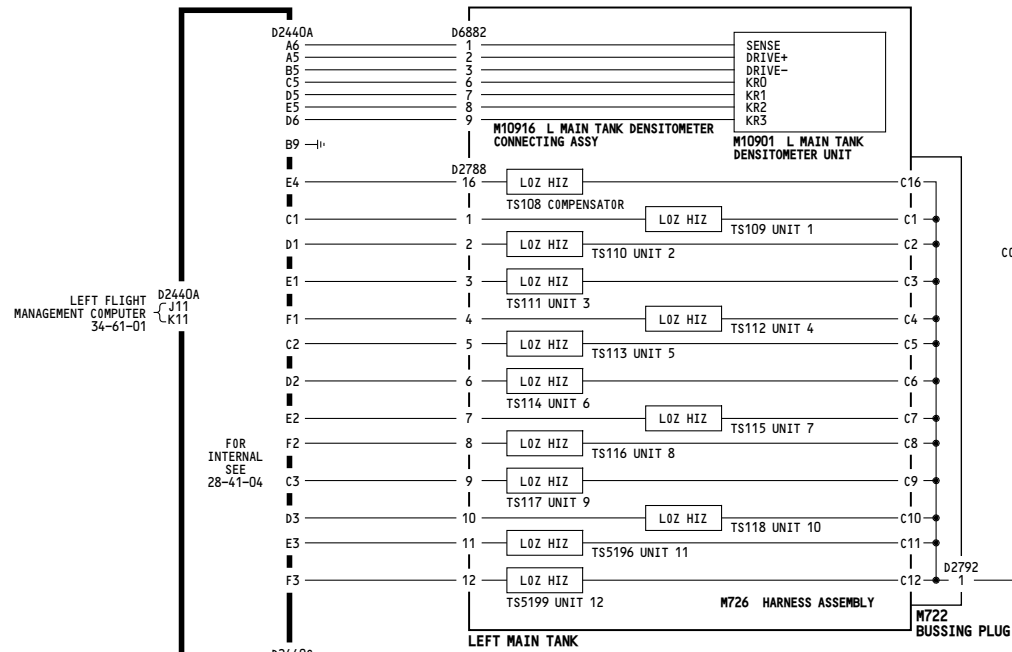 D2440A D6882
A6 1 SENSE
A5 2 DRIVE+
B5 3 DRIVE-
C5 6 KR0
D5 7 KR1
E5 8 KR2
D6 9 KR3
M10916 L MAIN TANK DENSITOMETER
CONNECTING ASSY
M10901 L MAIN TANK
DENSITOMETER UNIT
B9
D2788
E4 16 LOZ HIZ C16
TS108 COMPENSATOR
C1 1 LOZ HIZ C1
TS109 UNIT 1
D1 2 LOZ HIZ C2
TS110 UNIT 2
CO
E1 3 LOZ HIZ C3
TS111 UNIT 3
LEFT FLIGHT
MANAGEMENT COMPUTER
34-61-01
D2440A
J11
K11
F1 4 LOZ HIZ C4
TS112 UNIT 4
C2 5 LOZ HIZ C5
TS113 UNIT 5
D2 6 LOZ HIZ C6
TS114 UNIT 6
E2 7 LOZ HIZ C7
TS115 UNIT 7
FOR
INTERNAL
SEE
28-41-04
F2 8 LOZ HIZ C8
TS116 UNIT 8
C3 9 LOZ HIZ C9
TS117 UNIT 9
D3 10 LOZ HIZ C10
TS118 UNIT 10
E3 11 LOZ HIZ C11
TS5196 UNIT 11
D2792
F3 12 LOZ HIZ C12 1
TS5199 UNIT 12
M726 HARNESS ASSEMBLY
M722
BUSSING PLUG
LEFT MAIN TANK